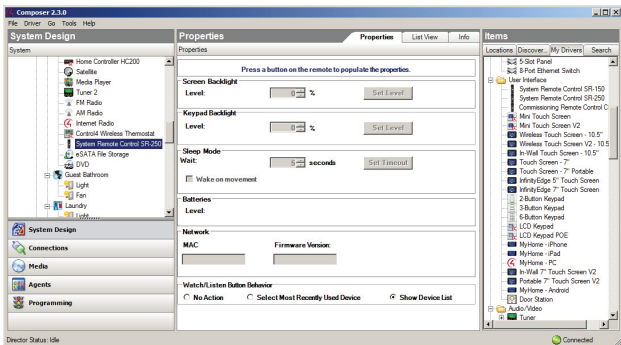 Composer 2.3.0
File Driver Go Tools Help
System Design
System
Home Controller HC200
Satellite
Media Player
Tuner 2
FM Radio
AM Radio
Internet Radio
Control4 Wireless Thermostat
System Remote Control SR-250
eSATA File Storage
DVD
Guest Bathroom
Light
Fan
Laundry
Light
System Design
Connections
Media
Agents
Programming
Properties
Properties List View Info
Properties
Press a button on the remote to populate the properties.
Screen Backlight
Level: 0 % Set Level
Keypad Backlight
Level: 0 % Set Level
Sleep Mode
Wait: 5 seconds Set Timeout
Wake on movement
Batteries
Level:
Network
MAC Firmware Version:
Watch/Listen Button Behavior
No Action Select Most Recently Used Device Show Device List
Items
Locations Discover... My Drivers Search
5-Slot Panel
8-Port Ethernet Switch
User Interface
System Remote Control SR-150
System Remote Control SR-250
Commissioning Remote Control C
Mini Touch Screen
Mini Touch Screen V2
Wireless Touch Screen - 10.5"
Wireless Touch Screen V2 - 10.5
In-Wall Touch Screen - 10.5"
Touch Screen - 7"
Touch Screen - 7" Portable
InfinityEdge 5" Touch Screen
InfinityEdge 7" Touch Screen
2-Button Keypad
3-Button Keypad
6-Button Keypad
LCD Keypad
LCD Keypad POE
MyHome - iPhone
MyHome - iPad
MyHome - PC
In-Wall 7" Touch Screen V2
Portable 7" Touch Screen V2
MyHome - Android
Door Station
Audio/Video
Tuner
Director Status: Idle
Connected